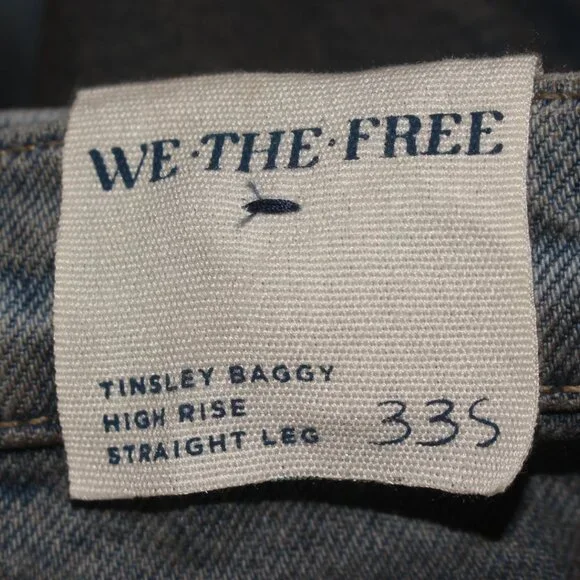 WE·THE·FREE
TINSLEY BAGGY
HIGH RISE
STRAIGHT LEG 33S